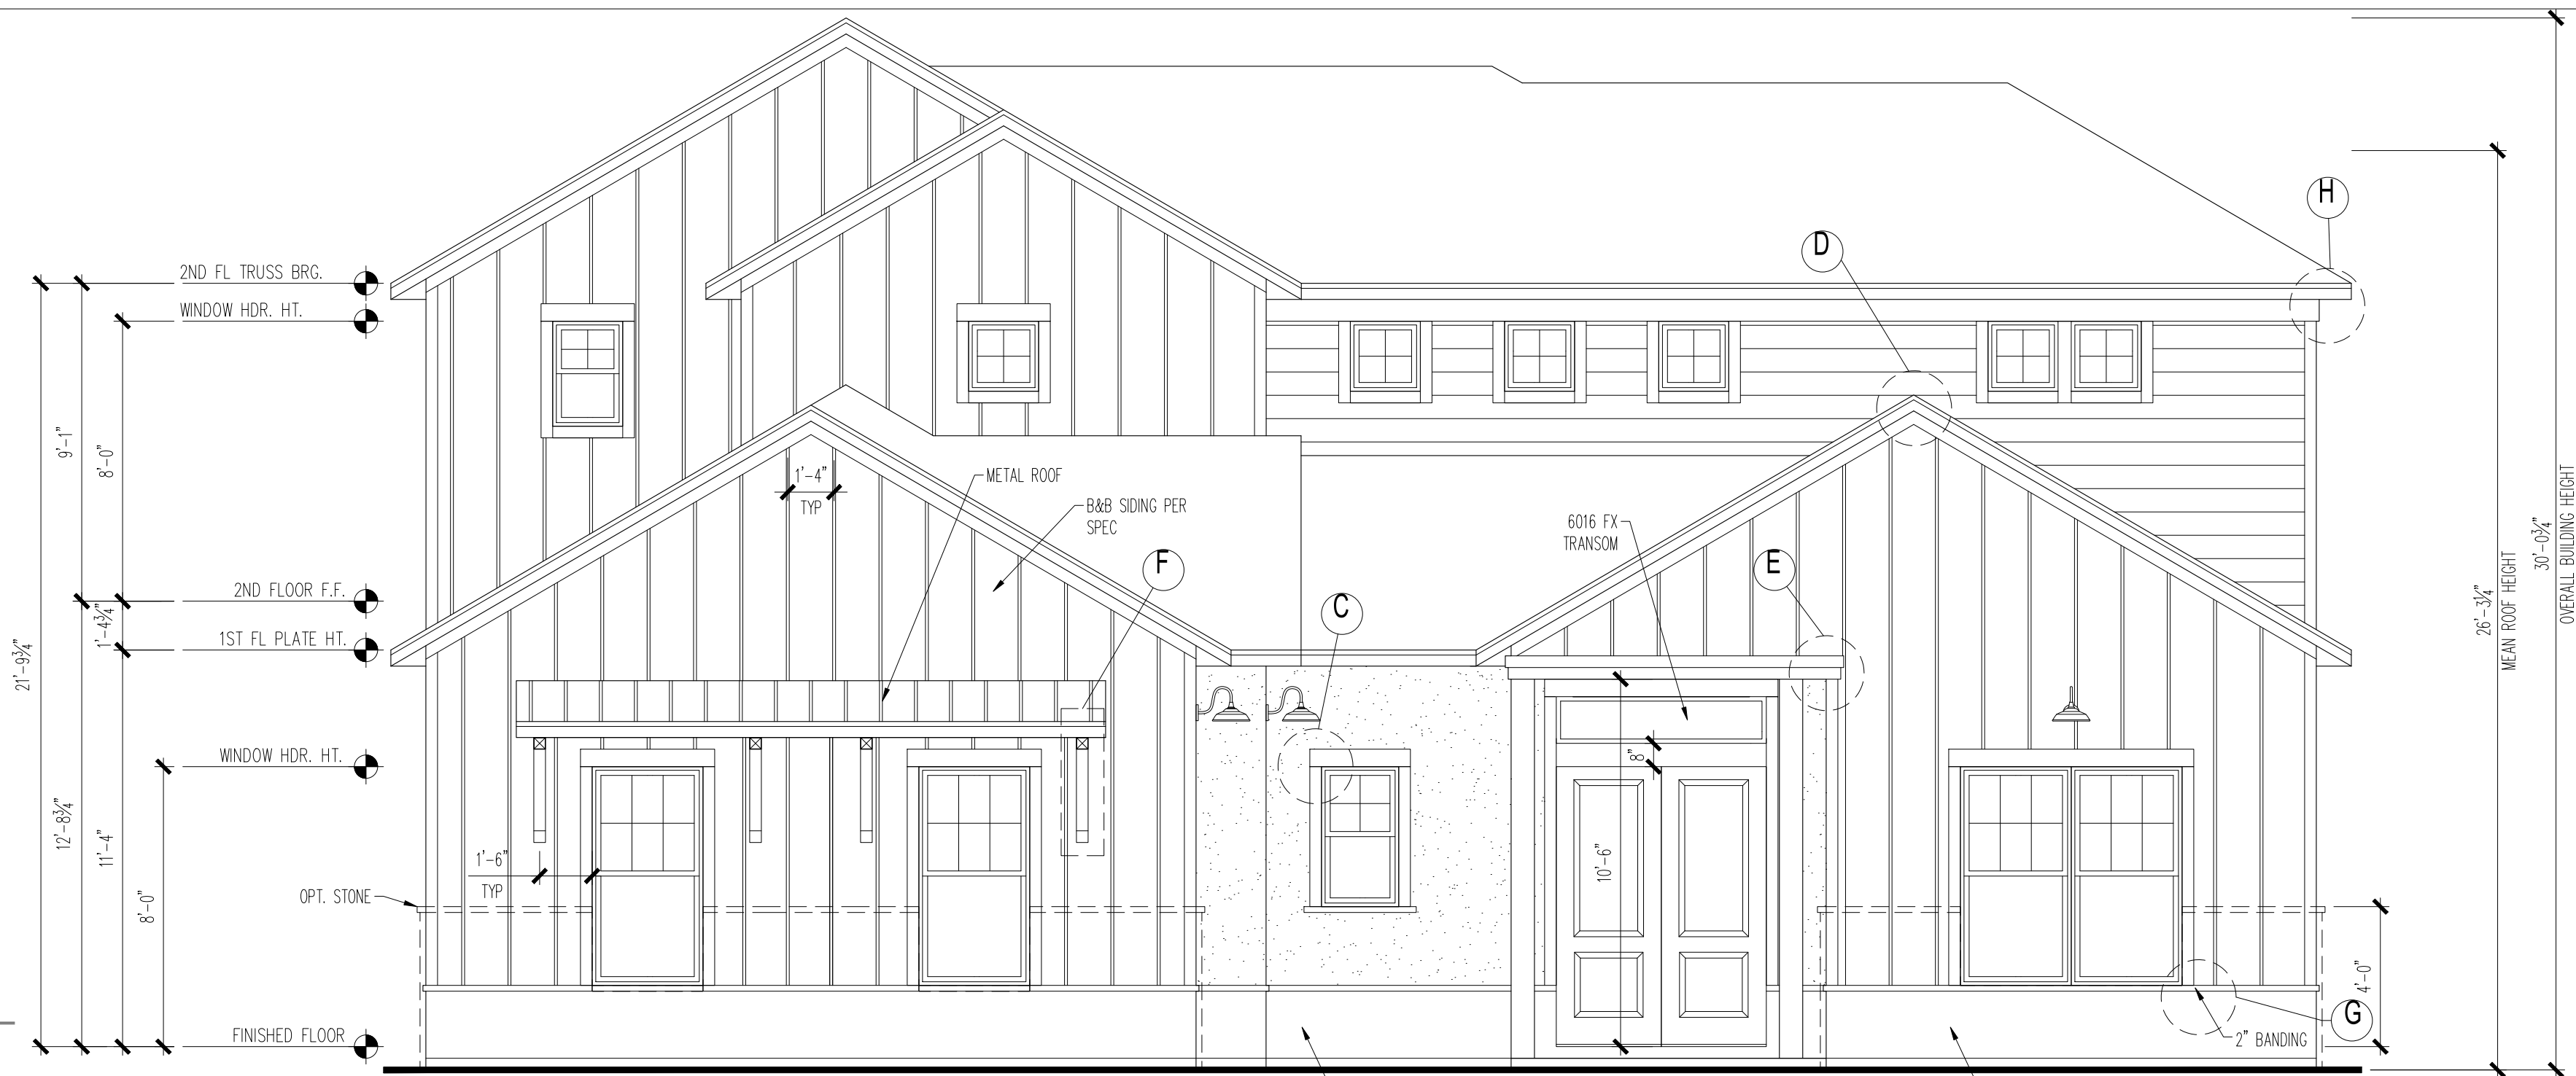 H
D
2ND FL TRUSS BRG.
WINDOW HDR. HT.
9'-1"
8'-0"
1'-4"
TYP
METAL ROOF
B&B SIDING PER
SPEC
6016 FX
TRANSOM
F
E
C
2ND FLOOR F.F.
1'-4¾"
1ST FL PLATE HT.
21'-9¾"
26'-3¼"
MEAN ROOF HEIGHT
30'-0¾"
OVERALL BUILDING HEIGHT
WINDOW HDR. HT.
8"
12'-8¾"
11'-4"
8'-0"
1'-6"
TYP
10'-6"
OPT. STONE
4'-0"
G
2" BANDING
FINISHED FLOOR